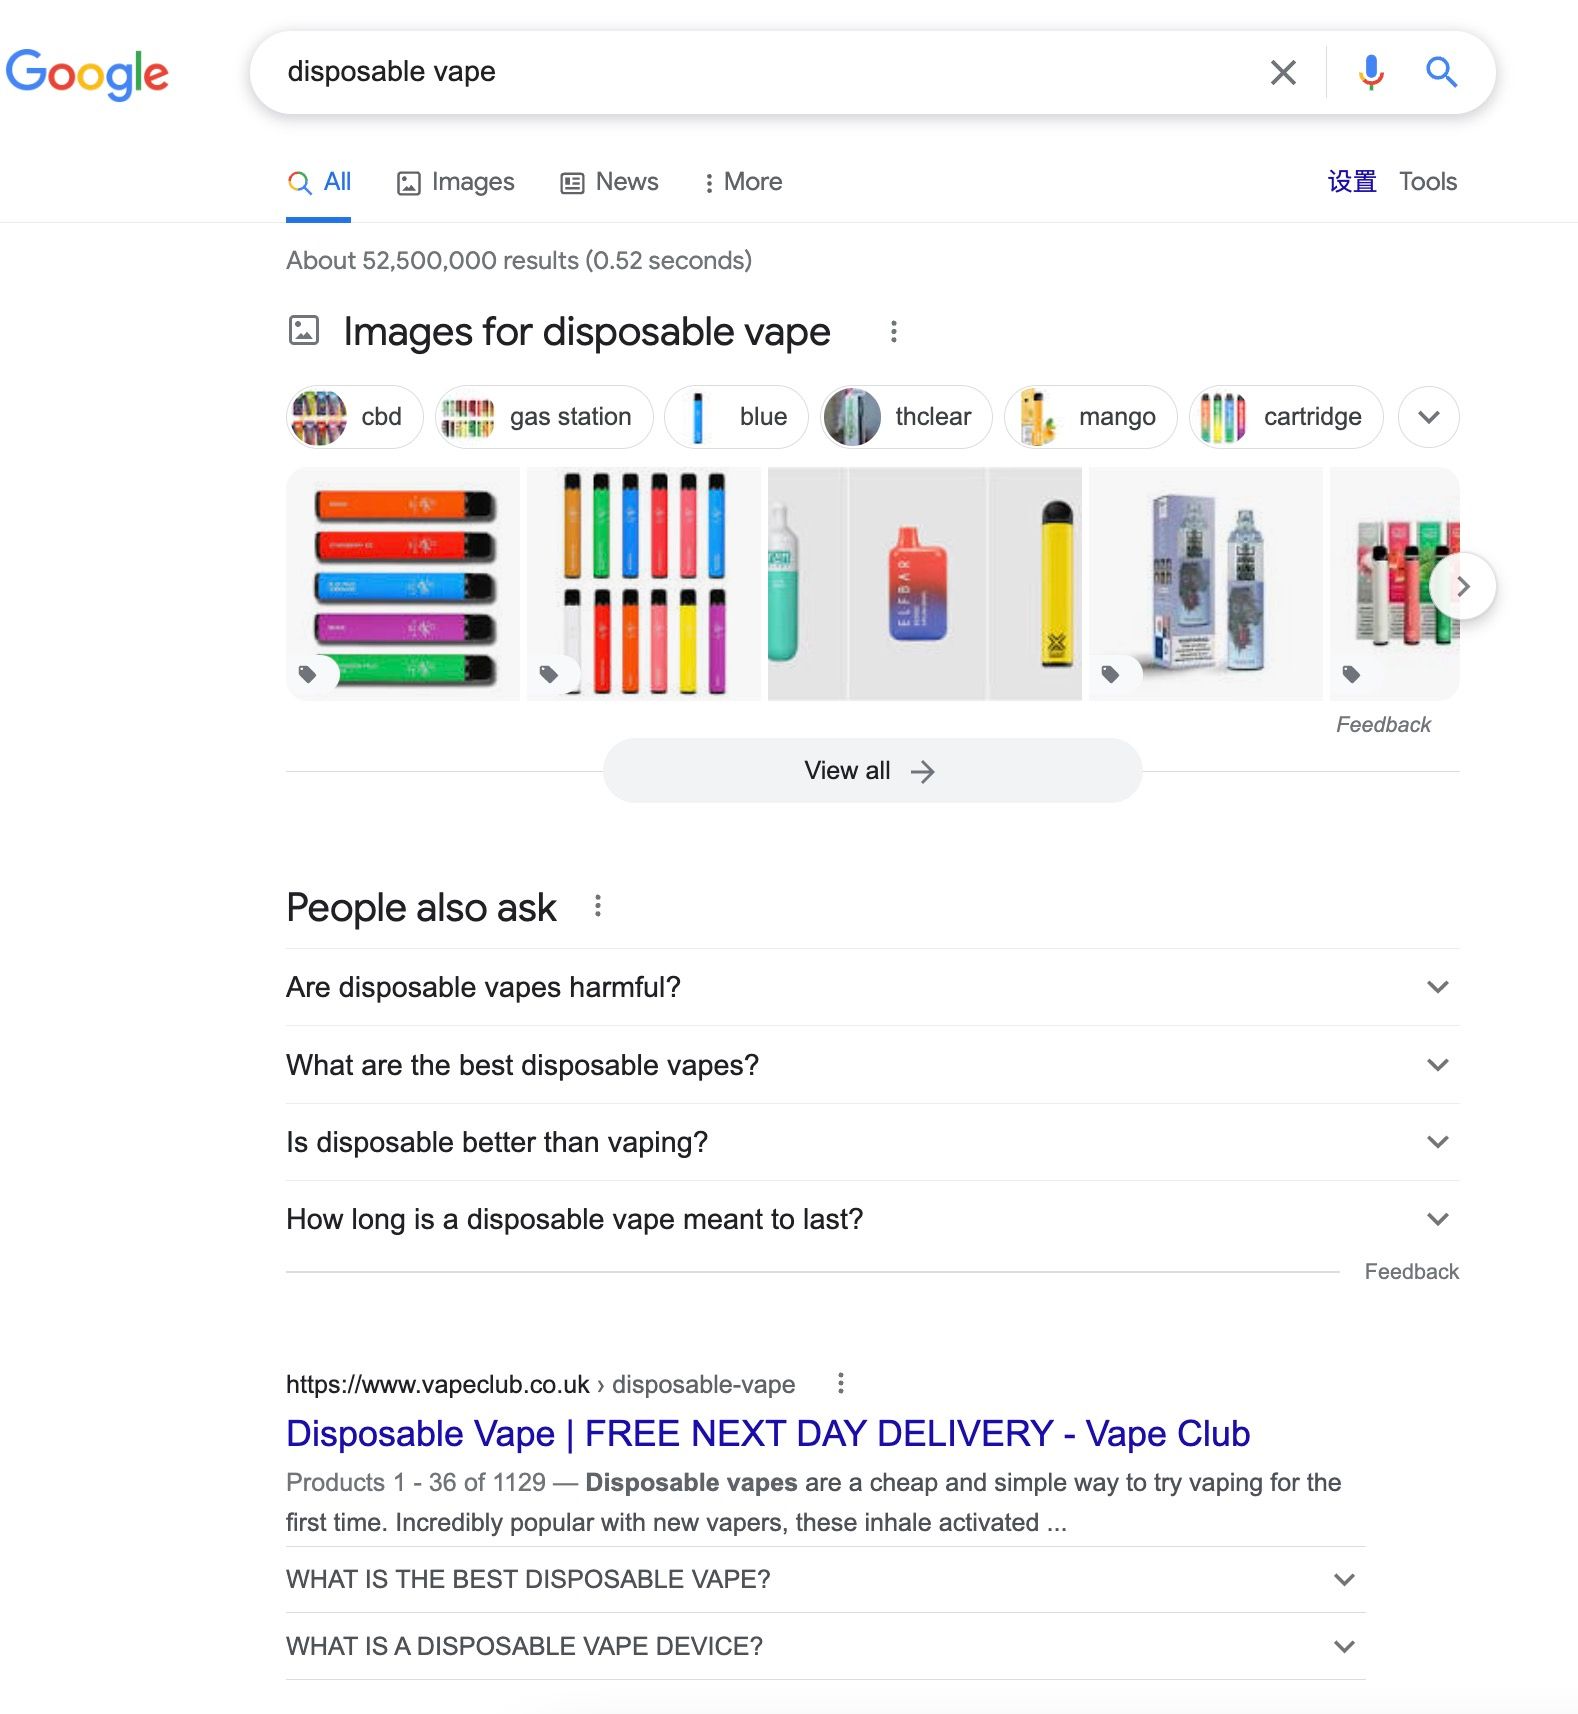 Google
disposable vape
All
Images
News
More
设置
Tools
About 52,500,000 results (0.52 seconds)
Images for disposable vape
cbd
gas station
blue
thclear
mango
cartridge
ELFBAR
Feedback
View all
People also ask
Are disposable vapes harmful?
What are the best disposable vapes?
Is disposable better than vaping?
How long is a disposable vape meant to last?
Feedback
https://www.vapeclub.co.uk › disposable-vape
Disposable Vape | FREE NEXT DAY DELIVERY - Vape Club
Products 1 - 36 of 1129 — Disposable vapes are a cheap and simple way to try vaping for the
first time. Incredibly popular with new vapers, these inhale activated ...
WHAT IS THE BEST DISPOSABLE VAPE?
WHAT IS A DISPOSABLE VAPE DEVICE?